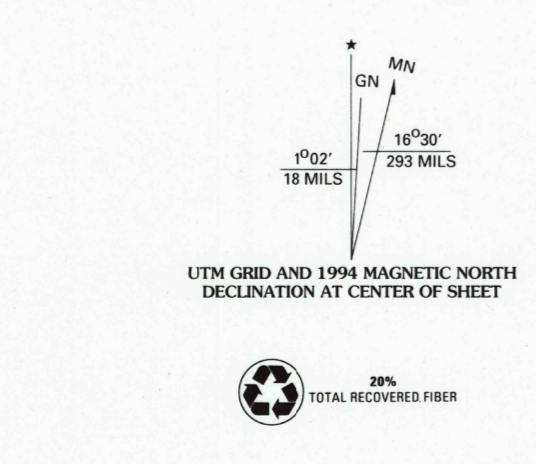 ★
MN
GN
16°30′
293 MILS
1°02′
18 MILS
UTM GRID AND 1994 MAGNETIC NORTH
DECLINATION AT CENTER OF SHEET
20%
TOTAL RECOVERED FIBER